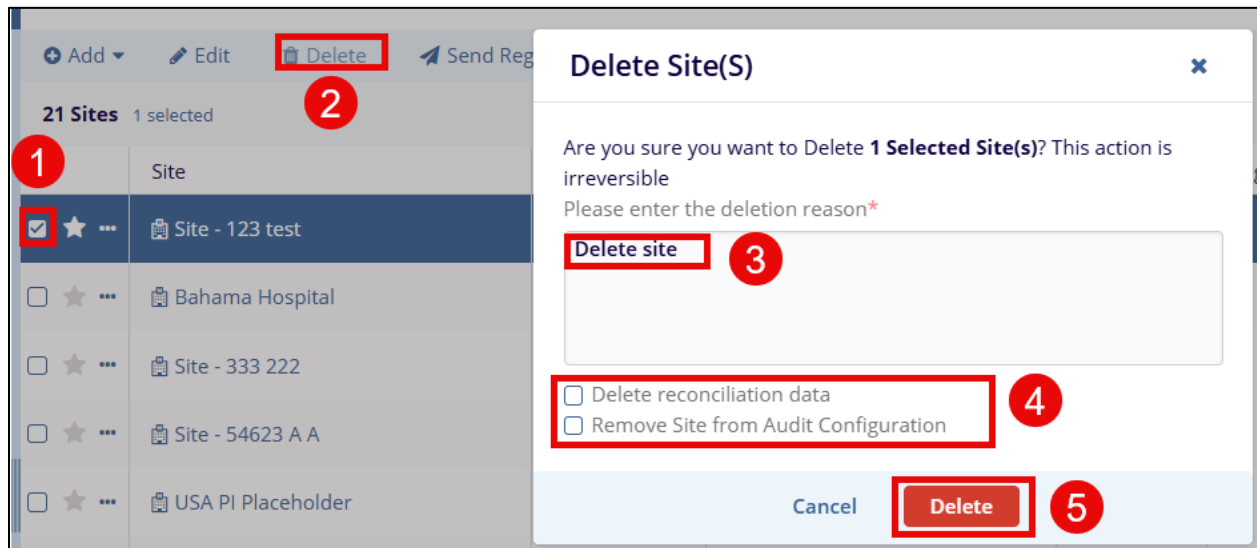 Add Edit Delete Send Reg
2
21 Sites 1 selected
1
Site
Site - 123 test
Bahama Hospital
Site - 333 222
Site - 54623 A A
USA PI Placeholder
Delete Site(S)
Are you sure you want to Delete 1 Selected Site(s)? This action is
irreversible
Please enter the deletion reason*
Delete site
3
Delete reconciliation data
Remove Site from Audit Configuration
4
Cancel Delete
5